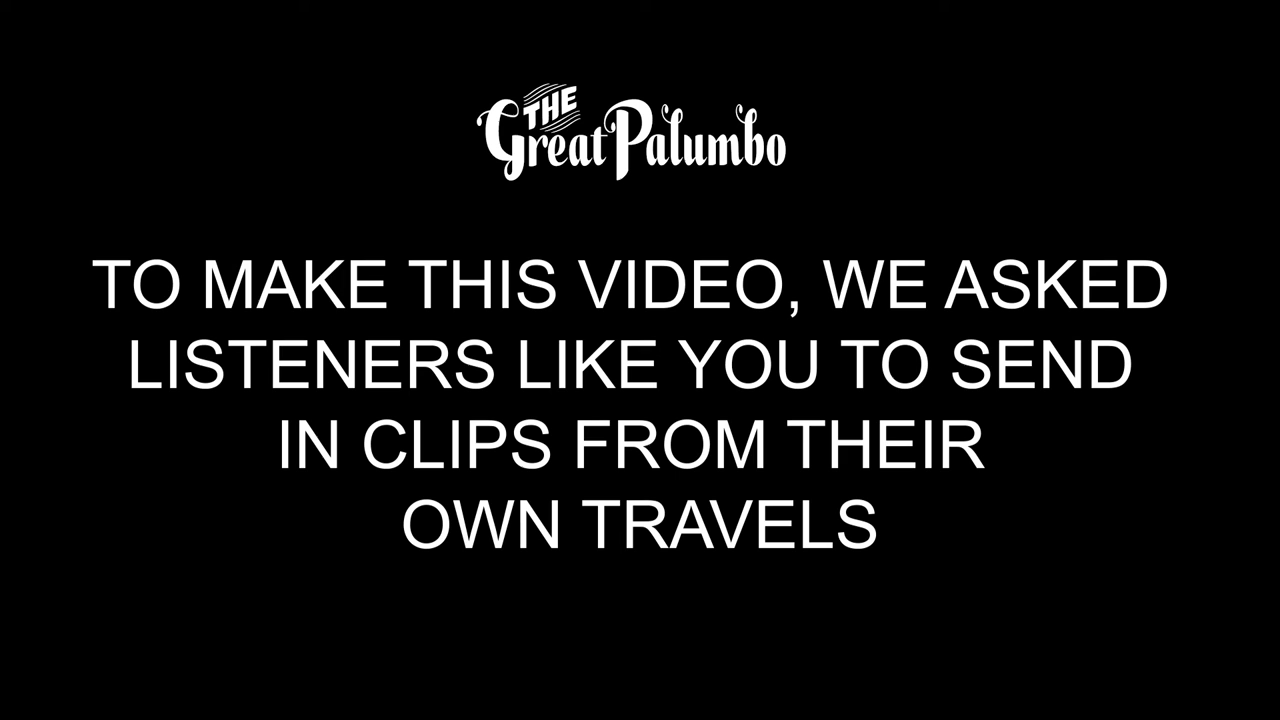 THE
Great Palumbo
TO MAKE THIS VIDEO, WE ASKED
LISTENERS LIKE YOU TO SEND
IN CLIPS FROM THEIR
OWN TRAVELS